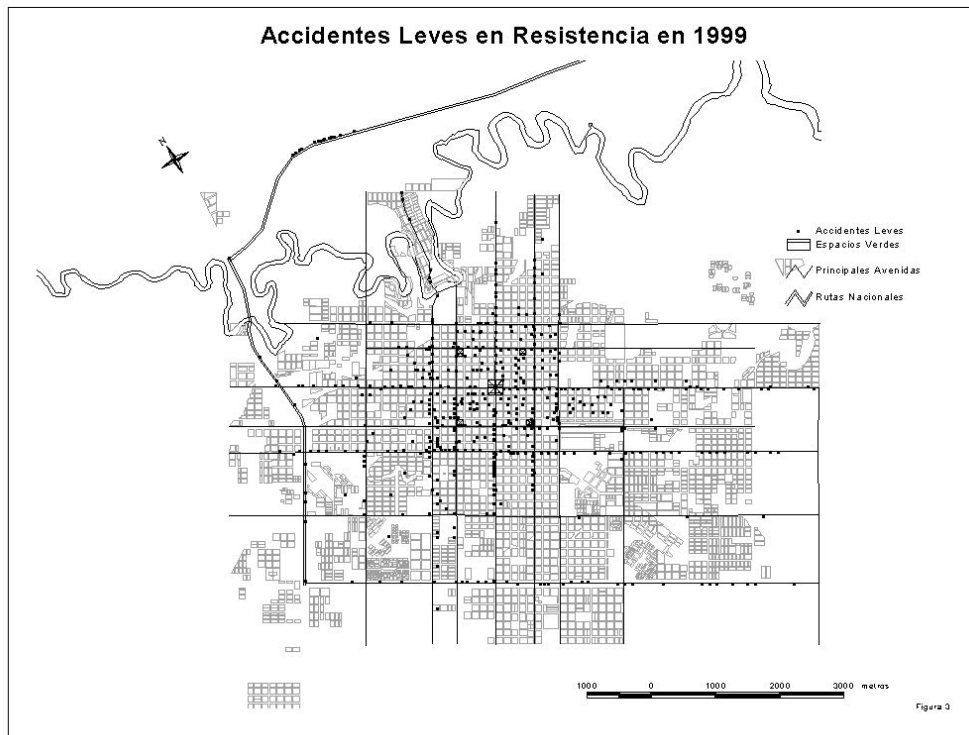 Accidentes Leves en Resistencia en 1999
N
Accidentes Leves
Espacios Verdes
Principales Avenidas
Rutas Nacionales
1000 0 1000 2000 3000 metros
Figura 3